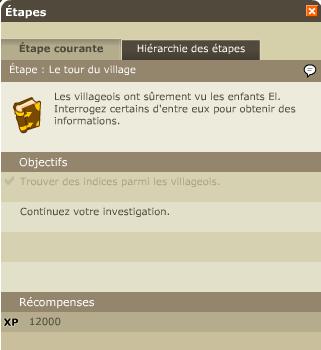 Étapes
Étape courante
Hiérarchie des étapes
Étape : Le tour du village
Les villageois ont sûrement vu les enfants El.
Interrogez certains d'entre eux pour obtenir des
informations.
Objectifs
Trouver des indices parmi les villageois.
Continuez votre investigation.
Récompenses
XP 12000